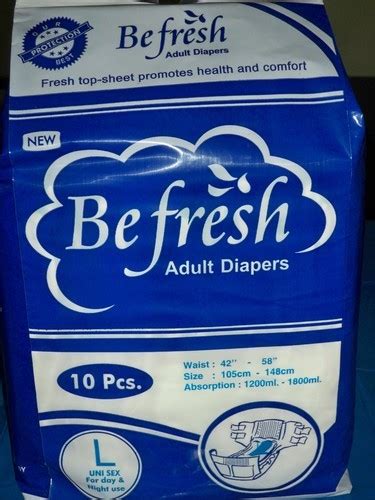 OUR
PROTECTION
BEST
Be fresh
Adult Diapers
Fresh top-sheet promotes health and comfort
NEW
Be fresh
Adult Diapers
10 Pcs.
Waist : 42" - 58"
Size : 105cm - 148cm
Absorption : 1200ml. - 1800ml.
L
UNI SEX
For day &
Night use